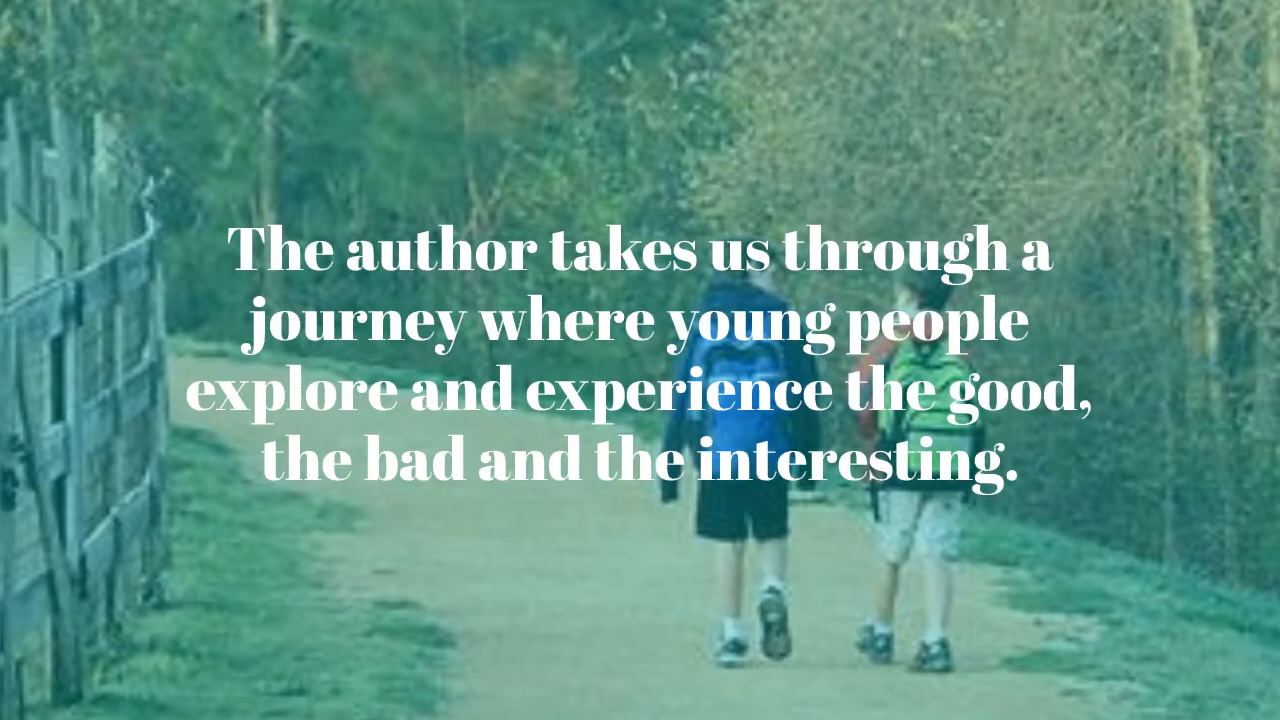 The author takes us through a
journey where young people
explore and experience the good,
the bad and the interesting.